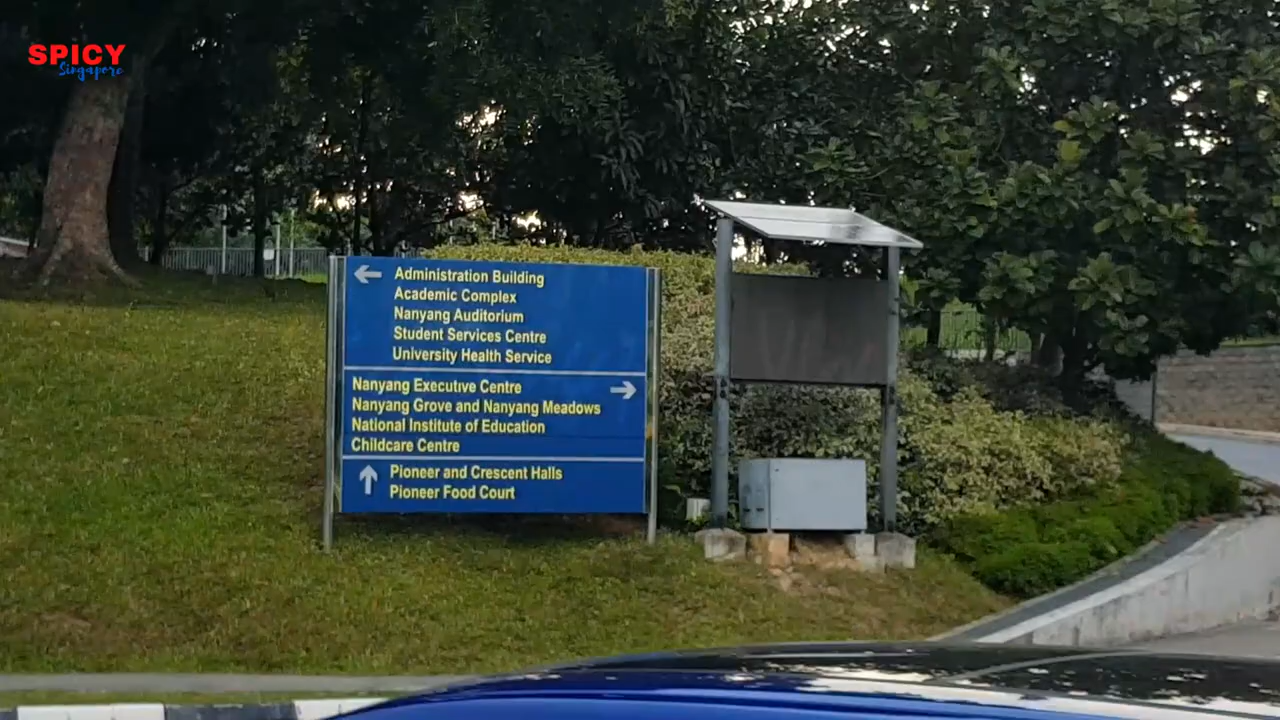 SPICY
Singapore
Administration Building
Academic Complex
Nanyang Auditorium
Student Services Centre
University Health Service
Nanyang Executive Centre
Nanyang Grove and Nanyang Meadows
National Institute of Education
Childcare Centre
Pioneer and Crescent Halls
Pioneer Food Court